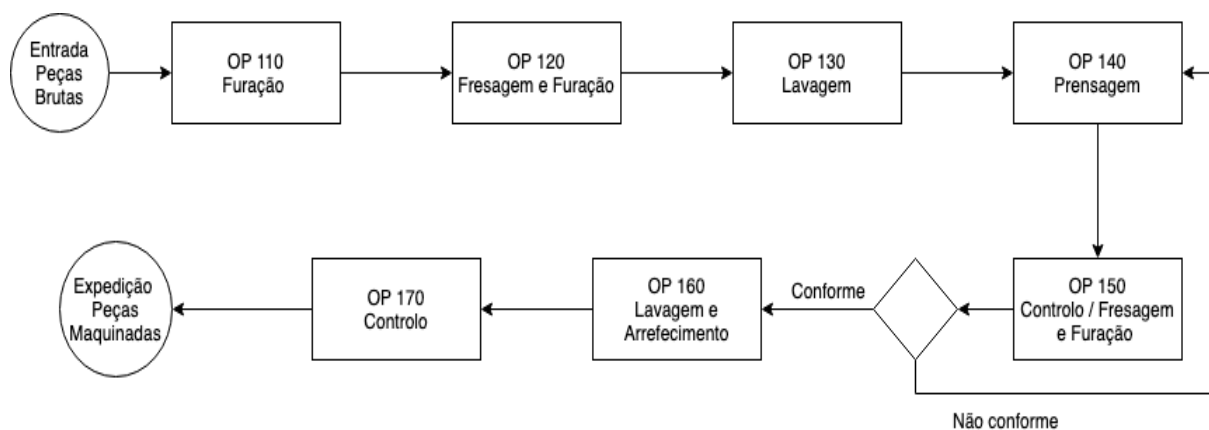 Entrada
Peças
Brutas
OP 110
Furação
OP 120
Fresagem e Furação
OP 130
Lavagem
OP 140
Prensagem
OP 150
Controlo / Fresagem
e Furação
Conforme
Não conforme
OP 160
Lavagem e
Arrefecimento
OP 170
Controlo
Expedição
Peças
Maquinadas